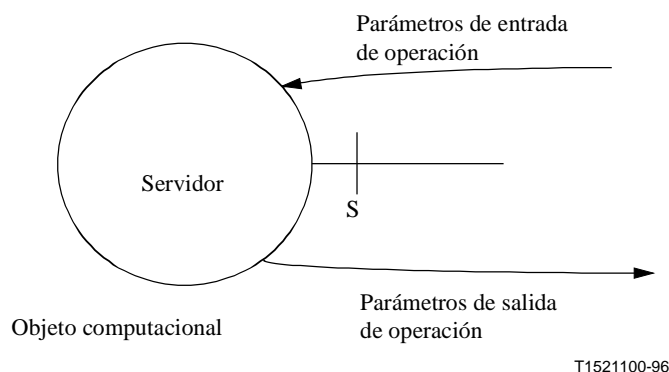 Parámetros de entrada
de operación
Servidor
S
Parámetros de salida
de operación
Objeto computacional
T1521100-96